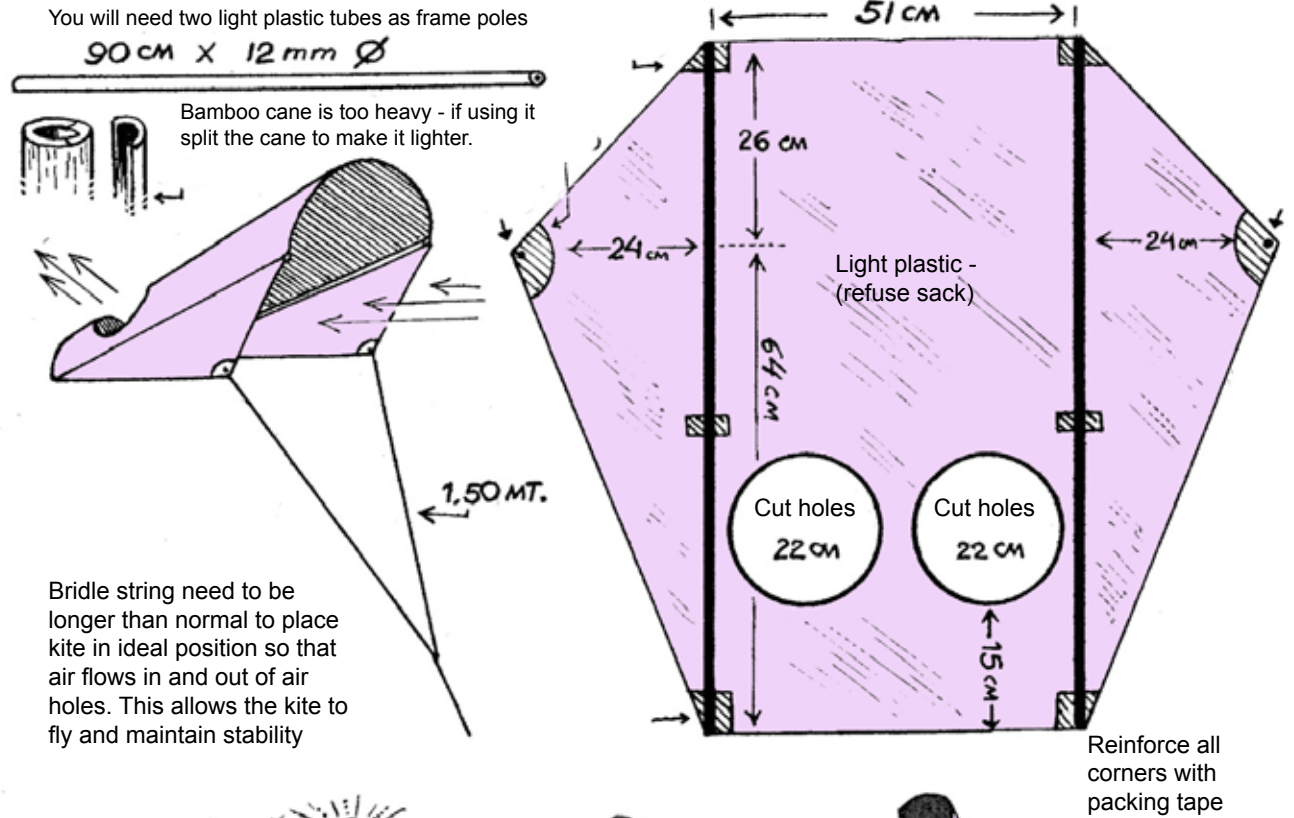 You will need two light plastic tubes as frame poles
90 CM X 12 mm Ø
Bamboo cane is too heavy - if using it
split the cane to make it lighter.
51 CM
26 CM
24 CM
24 CM
Light plastic -
(refuse sack)
64 CM
1,50 MT.
Cut holes
22 CM
Cut holes
22 CM
15 CM
Bridle string need to be
longer than normal to place
kite in ideal position so that
air flows in and out of air
holes. This allows the kite to
fly and maintain stability
Reinforce all
corners with
packing tape